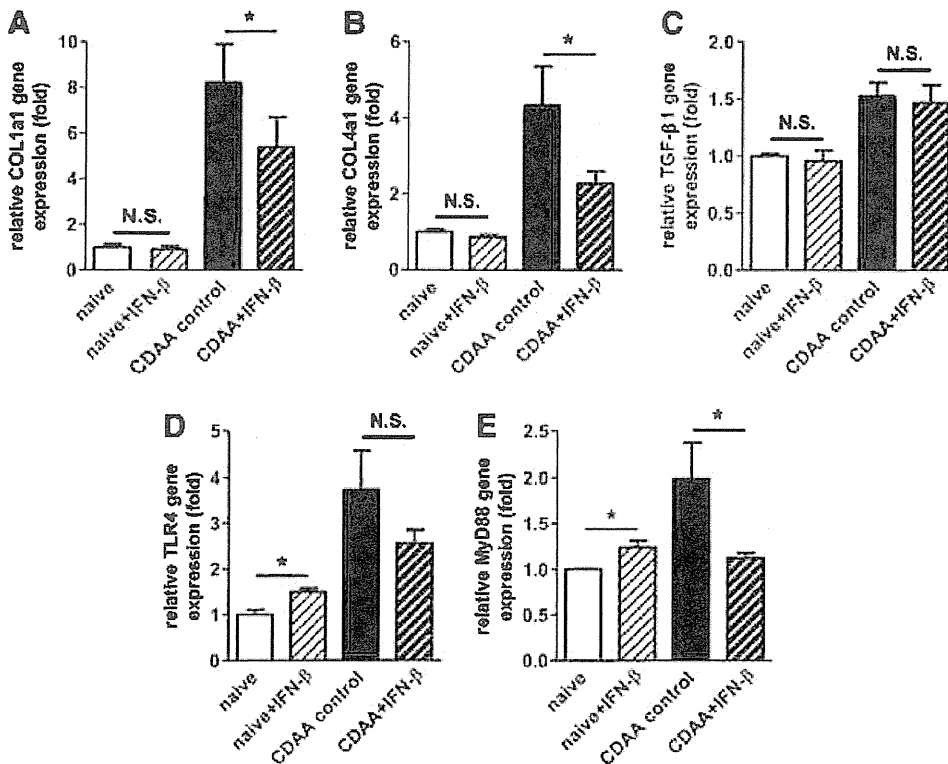 A
relative COL1a1 gene
expression (fold)
10
8
6
4
2
0
N.S.
*
naive
naive+IFN-β
CDAA control
CDAA+IFN-β
B
relative COL4a1 gene
expression (fold)
6
4
2
0
N.S.
*
naive
naive+IFN-β
CDAA control
CDAA+IFN-β
C
relative TGF-β1 gene
expression (fold)
2.0
1.5
1.0
0.5
0.0
N.S.
N.S.
naive
naive+IFN-β
CDAA control
CDAA+IFN-β
D
relative TLR4 gene
expression (fold)
5
4
3
2
1
0
*
N.S.
naive
naive+IFN-β
CDAA control
CDAA+IFN-β
E
relative MyD88 gene
expression (fold)
2.5
2.0
1.5
1.0
0.5
0.0
*
*
naive
naive+IFN-β
CDAA control
CDAA+IFN-β